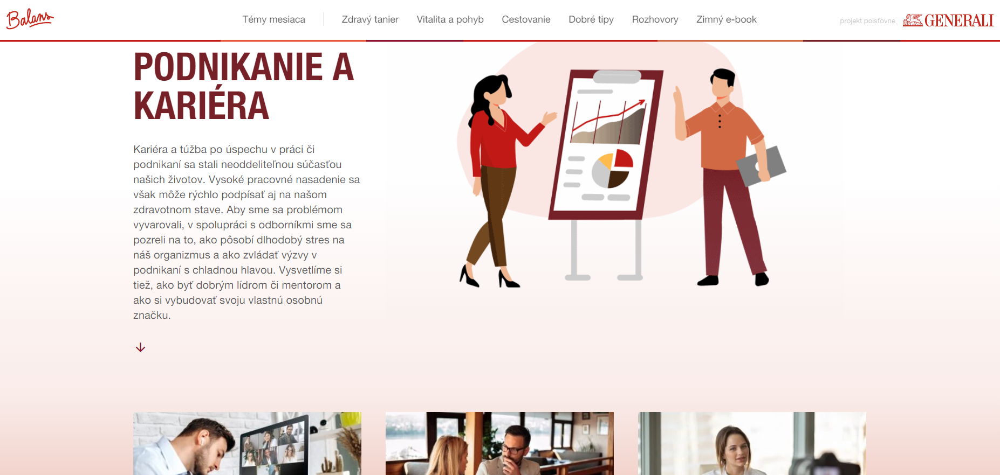 Balans
Témy mesiaca
Zdravý tanier
Vitalita a pohyb
Cestovanie
Dobré tipy
Rozhovory
Zimný e-book
projekt poisťovne
GENERALI
PODNIKANIE A
KARIÉRA
Kariéra a túžba po úspechu v práci či
podnikaní sa stali neoddeliteľnou súčasťou
našich životov. Vysoké pracovné nasadenie sa
však môže rýchlo podpísať aj na našom
zdravotnom stave. Aby sme sa problémom
vyvarovali, v spolupráci s odborníkmi sme sa
pozreli na to, ako pôsobí dlhodobý stres na
náš organizmus a ako zvládať výzvy v
podnikaní s chladnou hlavou. Vysvetlíme si
tiež, ako byť dobrým lídrom či mentorom a
ako si vybudovať svoju vlastnú osobnú
značku.